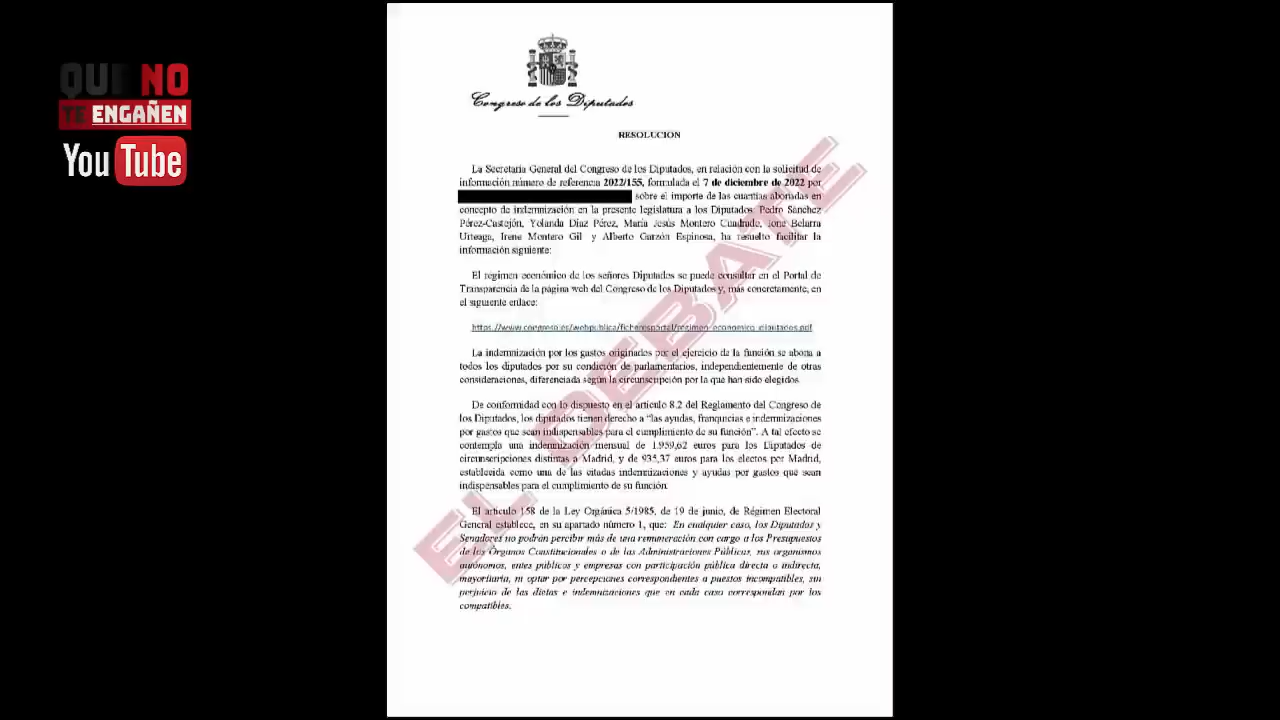 QUE NO
TE ENGAÑEN
YouTube
Congreso de los Diputados
RESOLUCION
La Secretaría General del Congreso de los Diputados, en relación con la solicitud de
información número de referencia 2022/155, formulada el 7 de diciembre de 2022 por
sobre el importe de las cuantías abonadas en
concepto de indemnización en la presente legislatura a los Diputados Pedro Sánchez
Pérez-Castejón, Yolanda Díaz Pérez, María Jesús Montero Cuadrado, Ione Belarra
Urteaga, Irene Montero Gil y Alberto Garzón Espinosa, ha resuelto facilitar la
información siguiente:
El régimen económico de los señores Diputados se puede consultar en el Portal de
Transparencia de la página web del Congreso de los Diputados y, más concretamente, en
el siguiente enlace:
https://www.congreso.es/webpublica/ficherosportal/regimen_economico_diputados.pdf
La indemnización por los gastos originados por el ejercicio de la función se abona a
todos los diputados por su condición de parlamentarios, independientemente de otras
consideraciones, diferenciada según la circunscripción por la que han sido elegidos
De conformidad con lo dispuesto en el artículo 8.2 del Reglamento del Congreso de
los Diputados, los diputados tienen derecho a “las ayudas, franquicias e indemnizaciones
por gastos que sean indispensables para el cumplimiento de su función”. A tal efecto se
contempla una indemnización mensual de 1.959,62 euros para los Diputados de
circunscripciones distintas a Madrid, y de 935,37 euros para los electos por Madrid,
establecida como una de las citadas indemnizaciones y ayudas por gastos que sean
indispensables para el cumplimiento de su función.
El artículo 158 de la Ley Orgánica 5/1985, de 19 de junio, de Régimen Electoral
General establece, en su apartado número 1, que: En cualquier caso, los Diputados y
Senadores no podrán percibir más de una remuneración con cargo a los Presupuestos
de los Órganos Constitucionales o de las Administraciones Públicas, sus organismos
autónomos, entes públicos y empresas con participación pública directa o indirecta,
mayoritaria, ni optar por percepciones correspondientes a puestos incompatibles, sin
perjuicio de las dietas e indemnizaciones que en cada caso correspondan por los
compatibles.
EL DEBATE